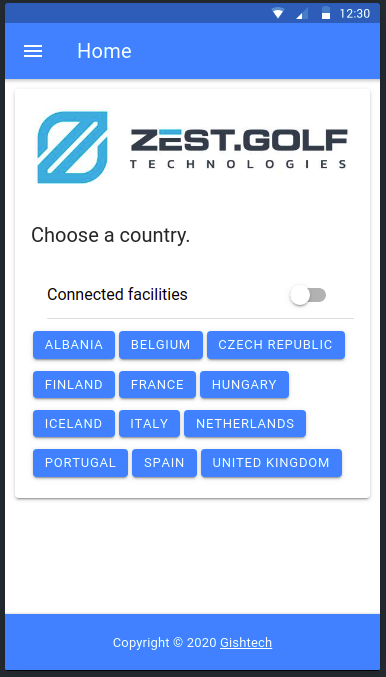 12:30
Home
ZEST.GOLF
TECHNOLOGIES
Choose a country.
Connected facilities
ALBANIA BELGIUM CZECH REPUBLIC
FINLAND FRANCE HUNGARY
ICELAND ITALY NETHERLANDS
PORTUGAL SPAIN UNITED KINGDOM
Copyright © 2020 Gishtech